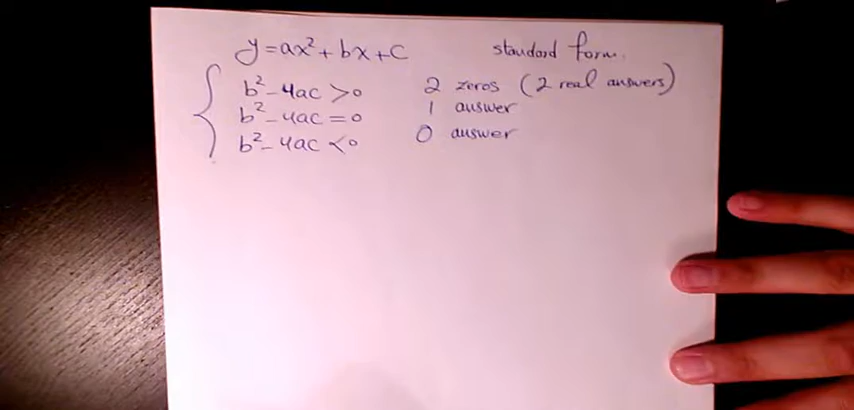 y=ax²+bx+c standard form.
b²-4ac>0 2 zeros (2 real answers)
b²-4ac=0 1 answer
b²-4ac<0 0 answer